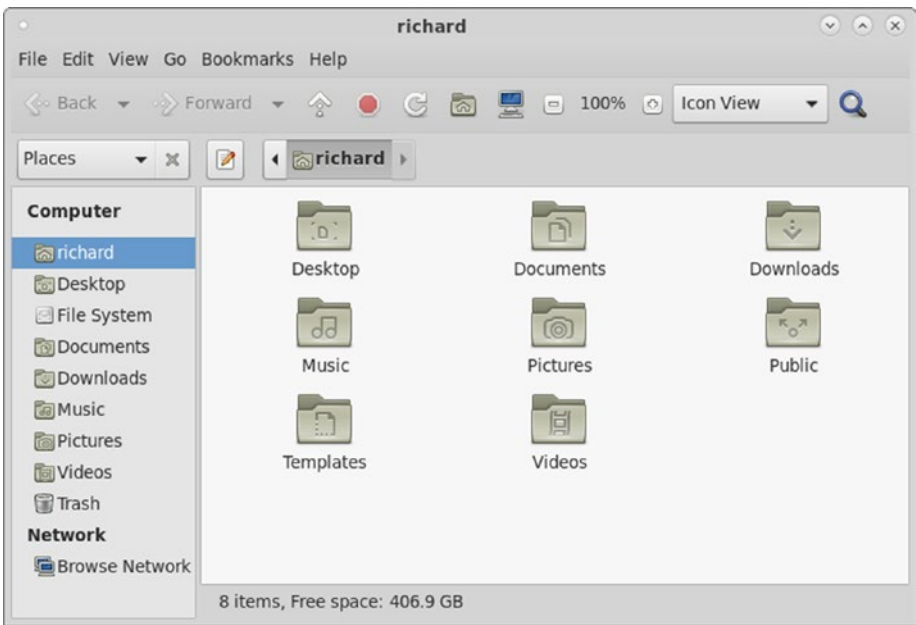 richard
File Edit View Go Bookmarks Help
Back Forward 100% Icon View
Places richard
Computer
richard
Desktop
File System
Documents
Downloads
Music
Pictures
Videos
Trash
Network
Browse Network
Desktop Documents Downloads
Music Pictures Public
Templates Videos
8 items, Free space: 406.9 GB